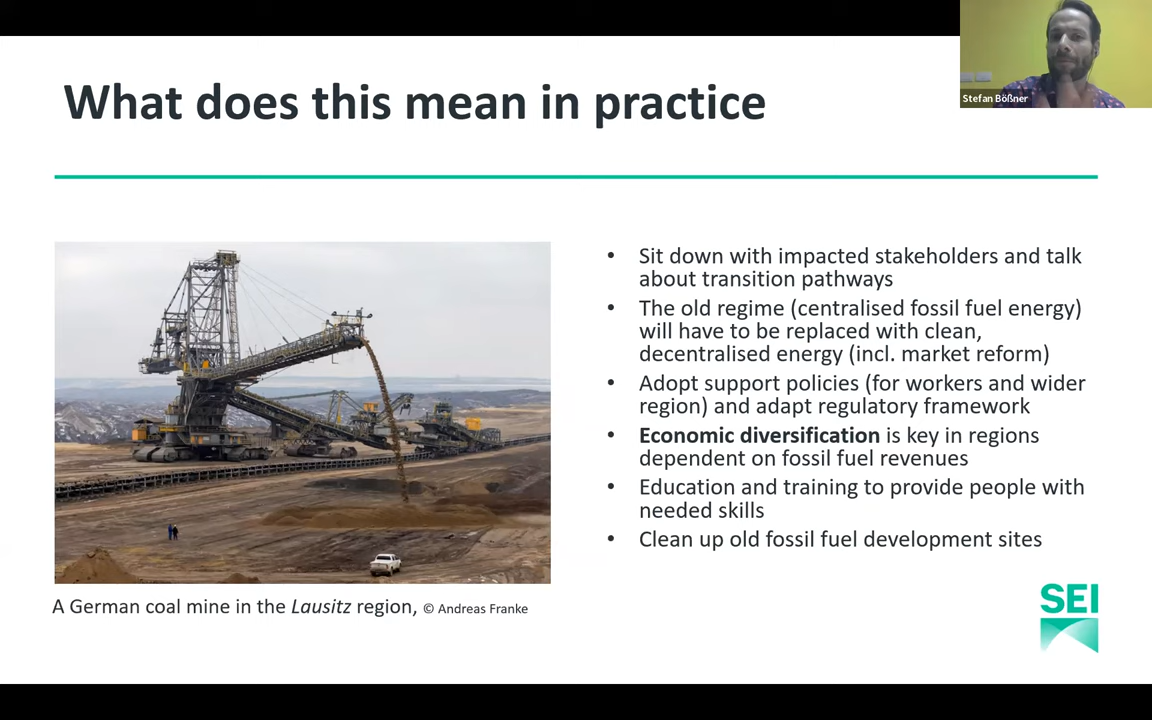 What does this mean in practice
Stefan Bößner
• Sit down with impacted stakeholders and talk
about transition pathways
• The old regime (centralised fossil fuel energy)
will have to be replaced with clean,
decentralised energy (incl. market reform)
• Adopt support policies (for workers and wider
region) and adapt regulatory framework
• Economic diversification is key in regions
dependent on fossil fuel revenues
• Education and training to provide people with
needed skills
• Clean up old fossil fuel development sites
A German coal mine in the Lausitz region, © Andreas Franke
SEI